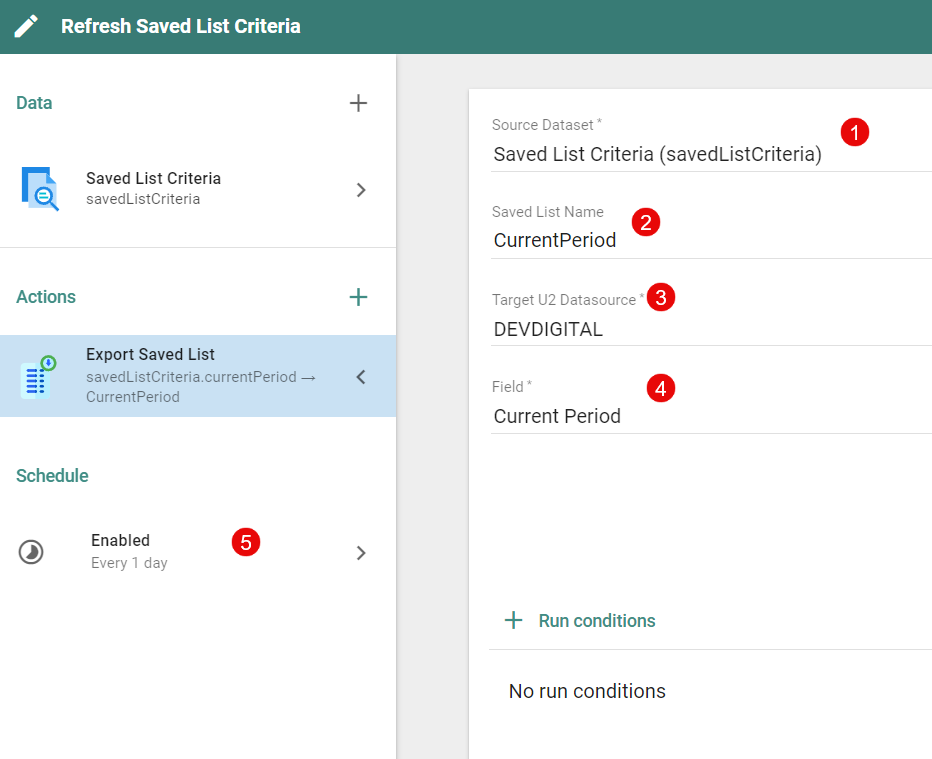 Refresh Saved List Criteria
Data
Saved List Criteria
savedListCriteria
Actions
Export Saved List
savedListCriteria.currentPeriod →
CurrentPeriod
Schedule
Enabled
Every 1 day
5
Source Dataset *
1
Saved List Criteria (savedListCriteria)
Saved List Name
2
CurrentPeriod
Target U2 Datasource *
3
DEVDIGITAL
Field *
4
Current Period
Run conditions
No run conditions